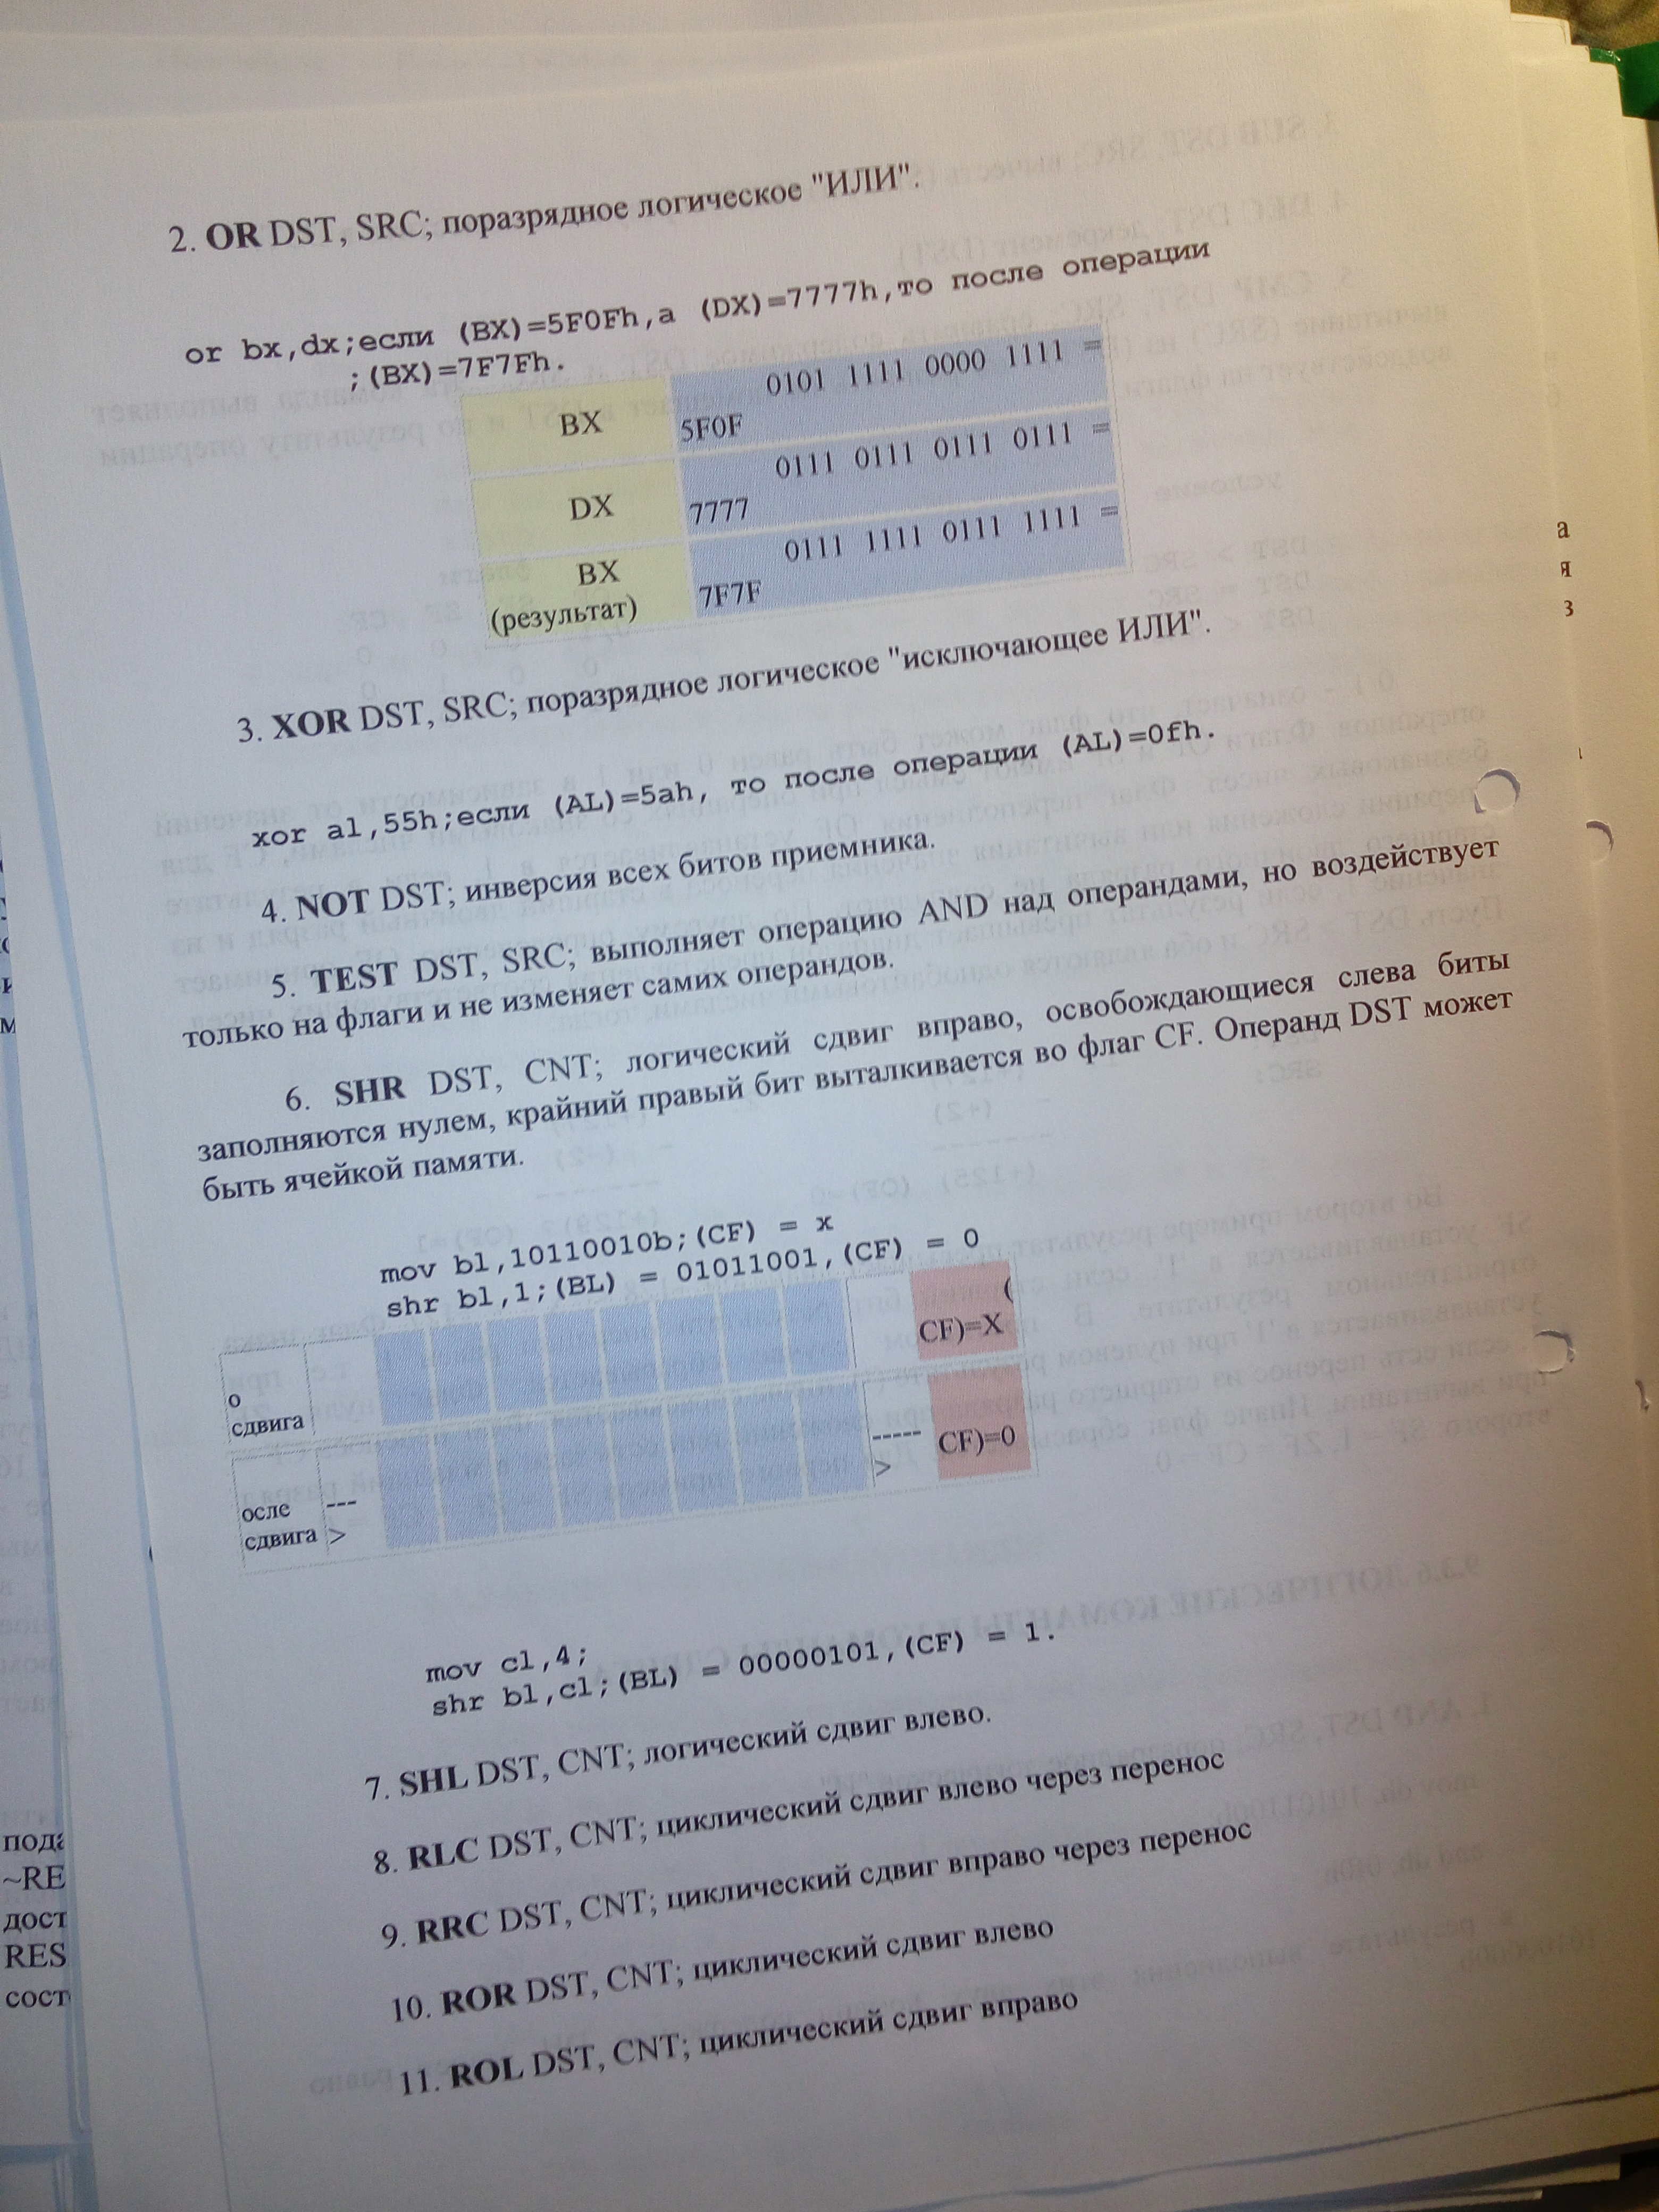 2. OR DST, SRC; поразрядное логическое "ИЛИ".
or bx,dx;если (BX)=5F0Fh,а (DX)=7777h,то после операции
;(BX)=7F7Fh.
BX
0101 1111 0000 1111 =
5F0F
DX
0111 0111 0111 0111 =
7777
BX
(результат)
0111 1111 0111 1111 =
7F7F
3. XOR DST, SRC; поразрядное логическое "исключающее ИЛИ".
xor al,55h;если (AL)=5ah, то после операции (AL)=0fh.
4. NOT DST; инверсия всех битов приемника.
5. TEST DST, SRC; выполняет операцию AND над операндами, но воздействует
только на флаги и не изменяет самих операндов.
6. SHR DST, CNT; логический сдвиг вправо, освобождающиеся слева биты
заполняются нулем, крайний правый бит выталкивается во флаг CF. Операнд DST может
быть ячейкой памяти.
mov bl,10110010b;(CF) = x
shr bl,1;(BL) = 01011001,(CF) = 0
о
сдвига
(
CF)=X
осле
сдвига
---
>
-----
>
CF)=0
mov cl,4;
shr bl,cl;(BL) = 00000101,(CF) = 1.
7. SHL DST, CNT; логический сдвиг влево.
8. RLC DST, CNT; циклический сдвиг влево через перенос
9. RRC DST, CNT; циклический сдвиг вправо через перенос
10. ROR DST, CNT; циклический сдвиг влево
11. ROL DST, CNT; циклический сдвиг вправо
а
я
з
~RE
дост
RES
сост